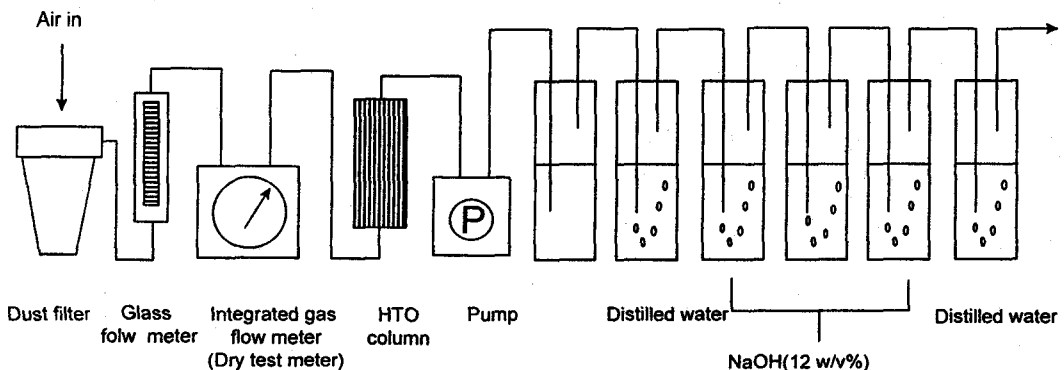 Air in
P
Dust filter
Glass
folw meter
Integrated gas
flow meter
(Dry test meter)
HTO
column
Pump
Distilled water
NaOH(12 w/v%)
Distilled water